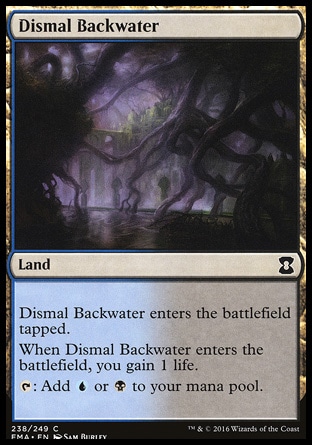 Dismal Backwater
Land
Dismal Backwater enters the battlefield
tapped.
When Dismal Backwater enters the
battlefield, you gain 1 life.
: Add or to your mana pool.
238/249 C
EMA • EN Sam Burley
™ & © 2016 Wizards of the Coast